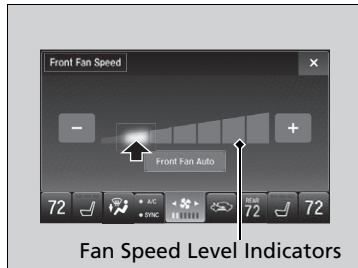 Front Fan Speed
Front Fan Auto
72
A/C
SYNC
REAR
72
72
Fan Speed Level Indicators